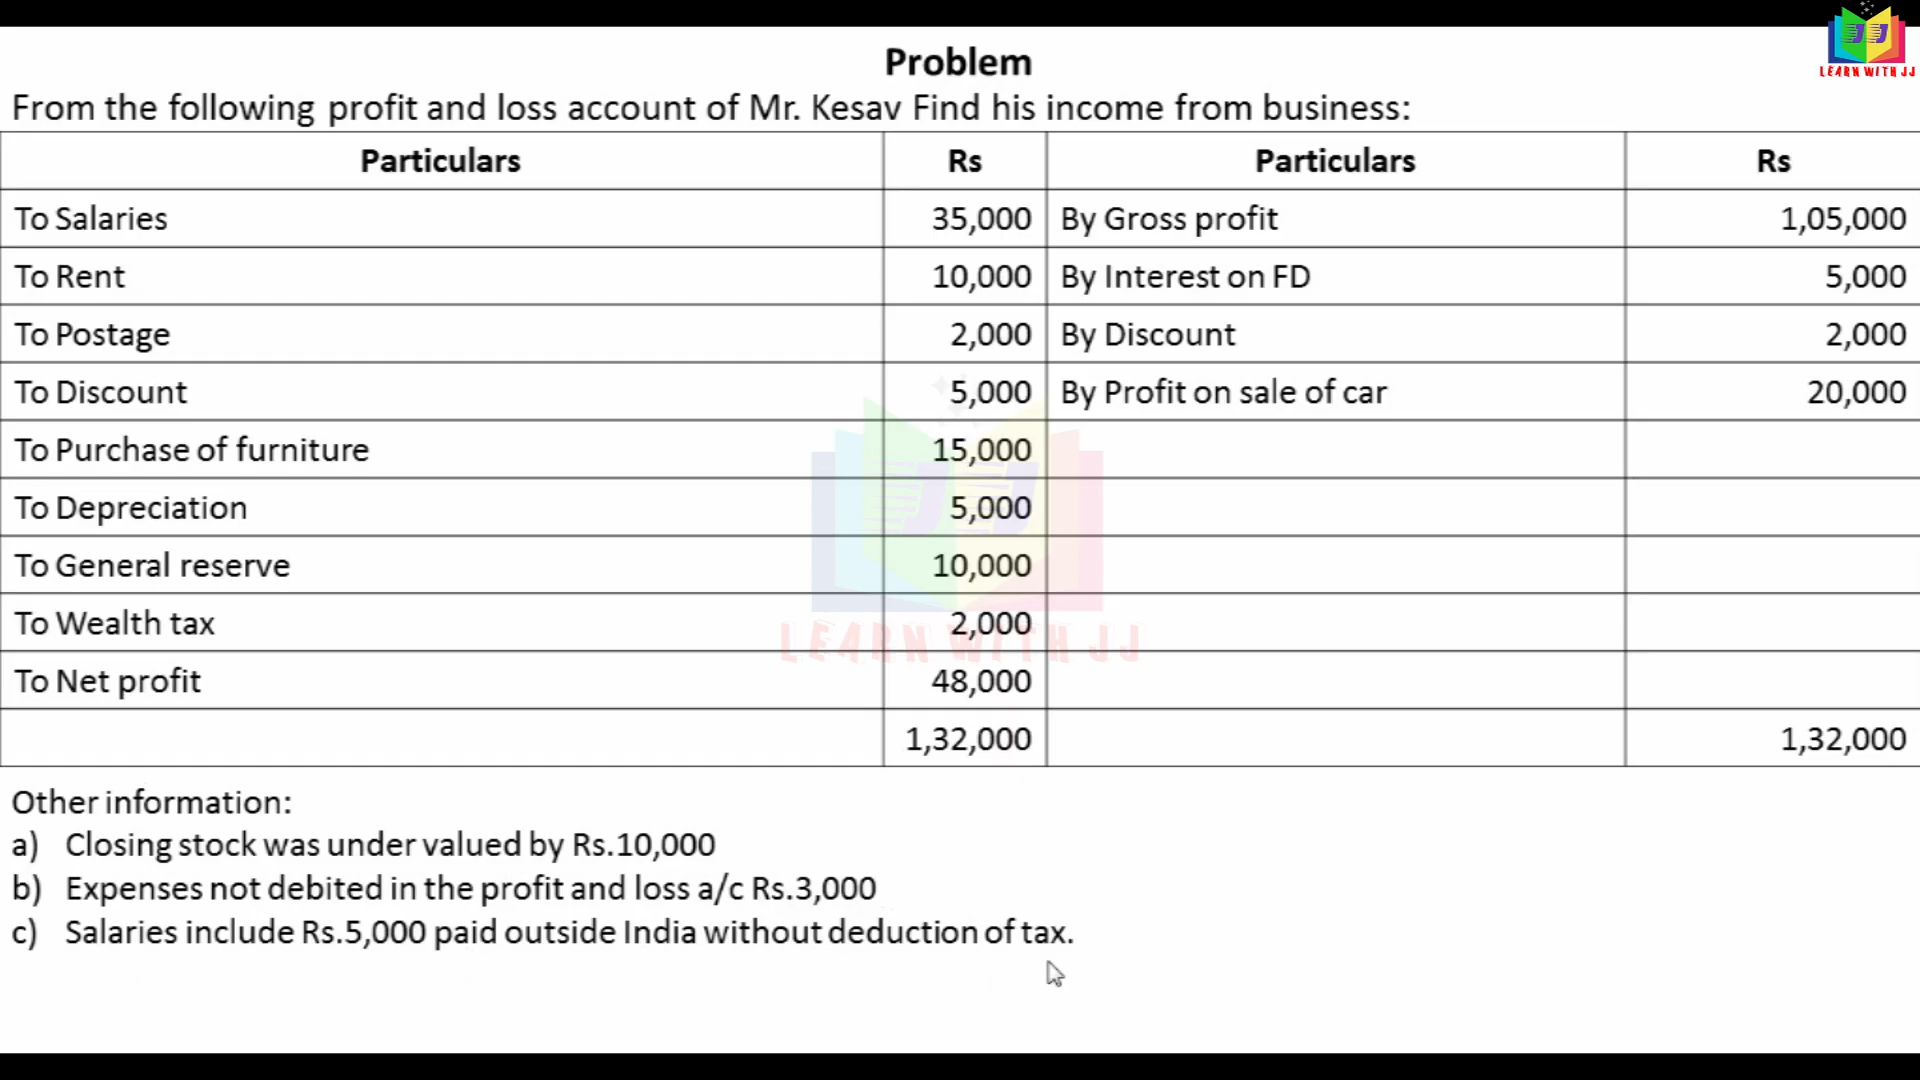 Problem
LEARN WITH JJ
From the following profit and loss account of Mr. Kesav Find his income from business:
Particulars Rs Particulars Rs
To Salaries 35,000 By Gross profit 1,05,000
To Rent 10,000 By Interest on FD 5,000
To Postage 2,000 By Discount 2,000
To Discount 5,000 By Profit on sale of car 20,000
To Purchase of furniture 15,000
To Depreciation 5,000
To General reserve 10,000
To Wealth tax 2,000
LEARN WITH JJ
To Net profit 48,000
1,32,000 1,32,000
Other information:
a) Closing stock was under valued by Rs.10,000
b) Expenses not debited in the profit and loss a/c Rs.3,000
c) Salaries include Rs.5,000 paid outside India without deduction of tax.